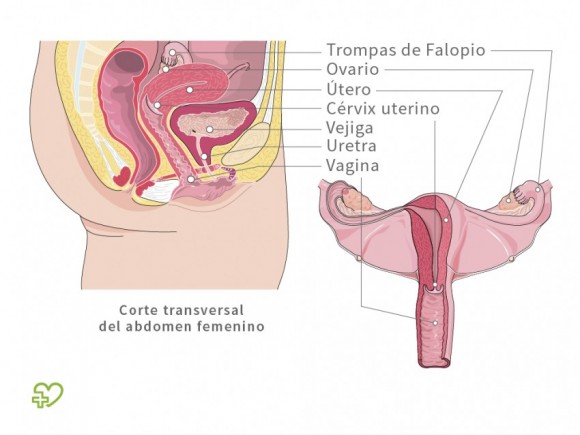 Trompas de Falopio
Ovario
Útero
Cérvix uterino
Vejiga
Uretra
Vagina
Corte transversal
del abdomen femenino